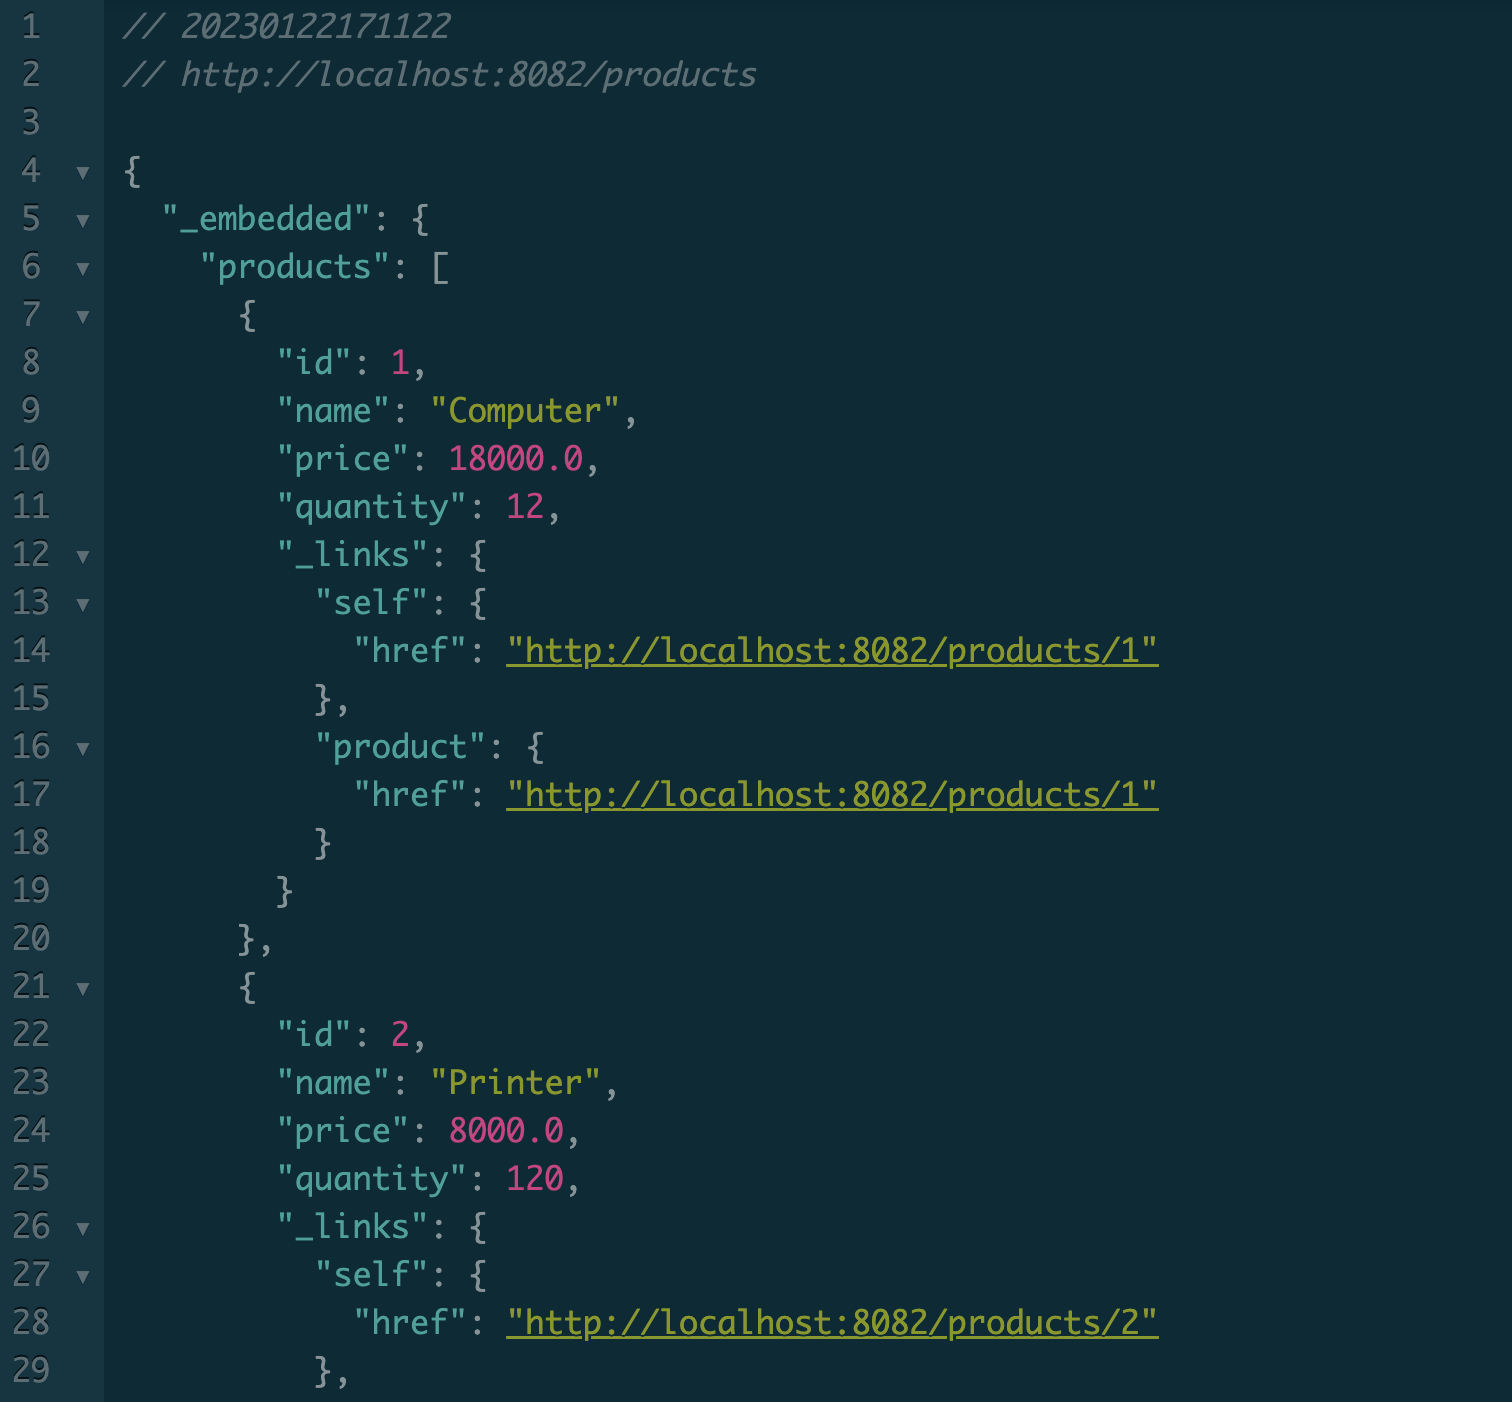 1 // 20230122171122
2 // http://localhost:8082/products
3
4 {
5   "_embedded": {
6     "products": [
7       {
8         "id": 1,
9         "name": "Computer",
10         "price": 18000.0,
11         "quantity": 12,
12         "_links": {
13           "self": {
14             "href": "http://localhost:8082/products/1"
15           },
16           "product": {
17             "href": "http://localhost:8082/products/1"
18           }
19         }
20       },
21       {
22         "id": 2,
23         "name": "Printer",
24         "price": 8000.0,
25         "quantity": 120,
26         "_links": {
27           "self": {
28             "href": "http://localhost:8082/products/2"
29           },